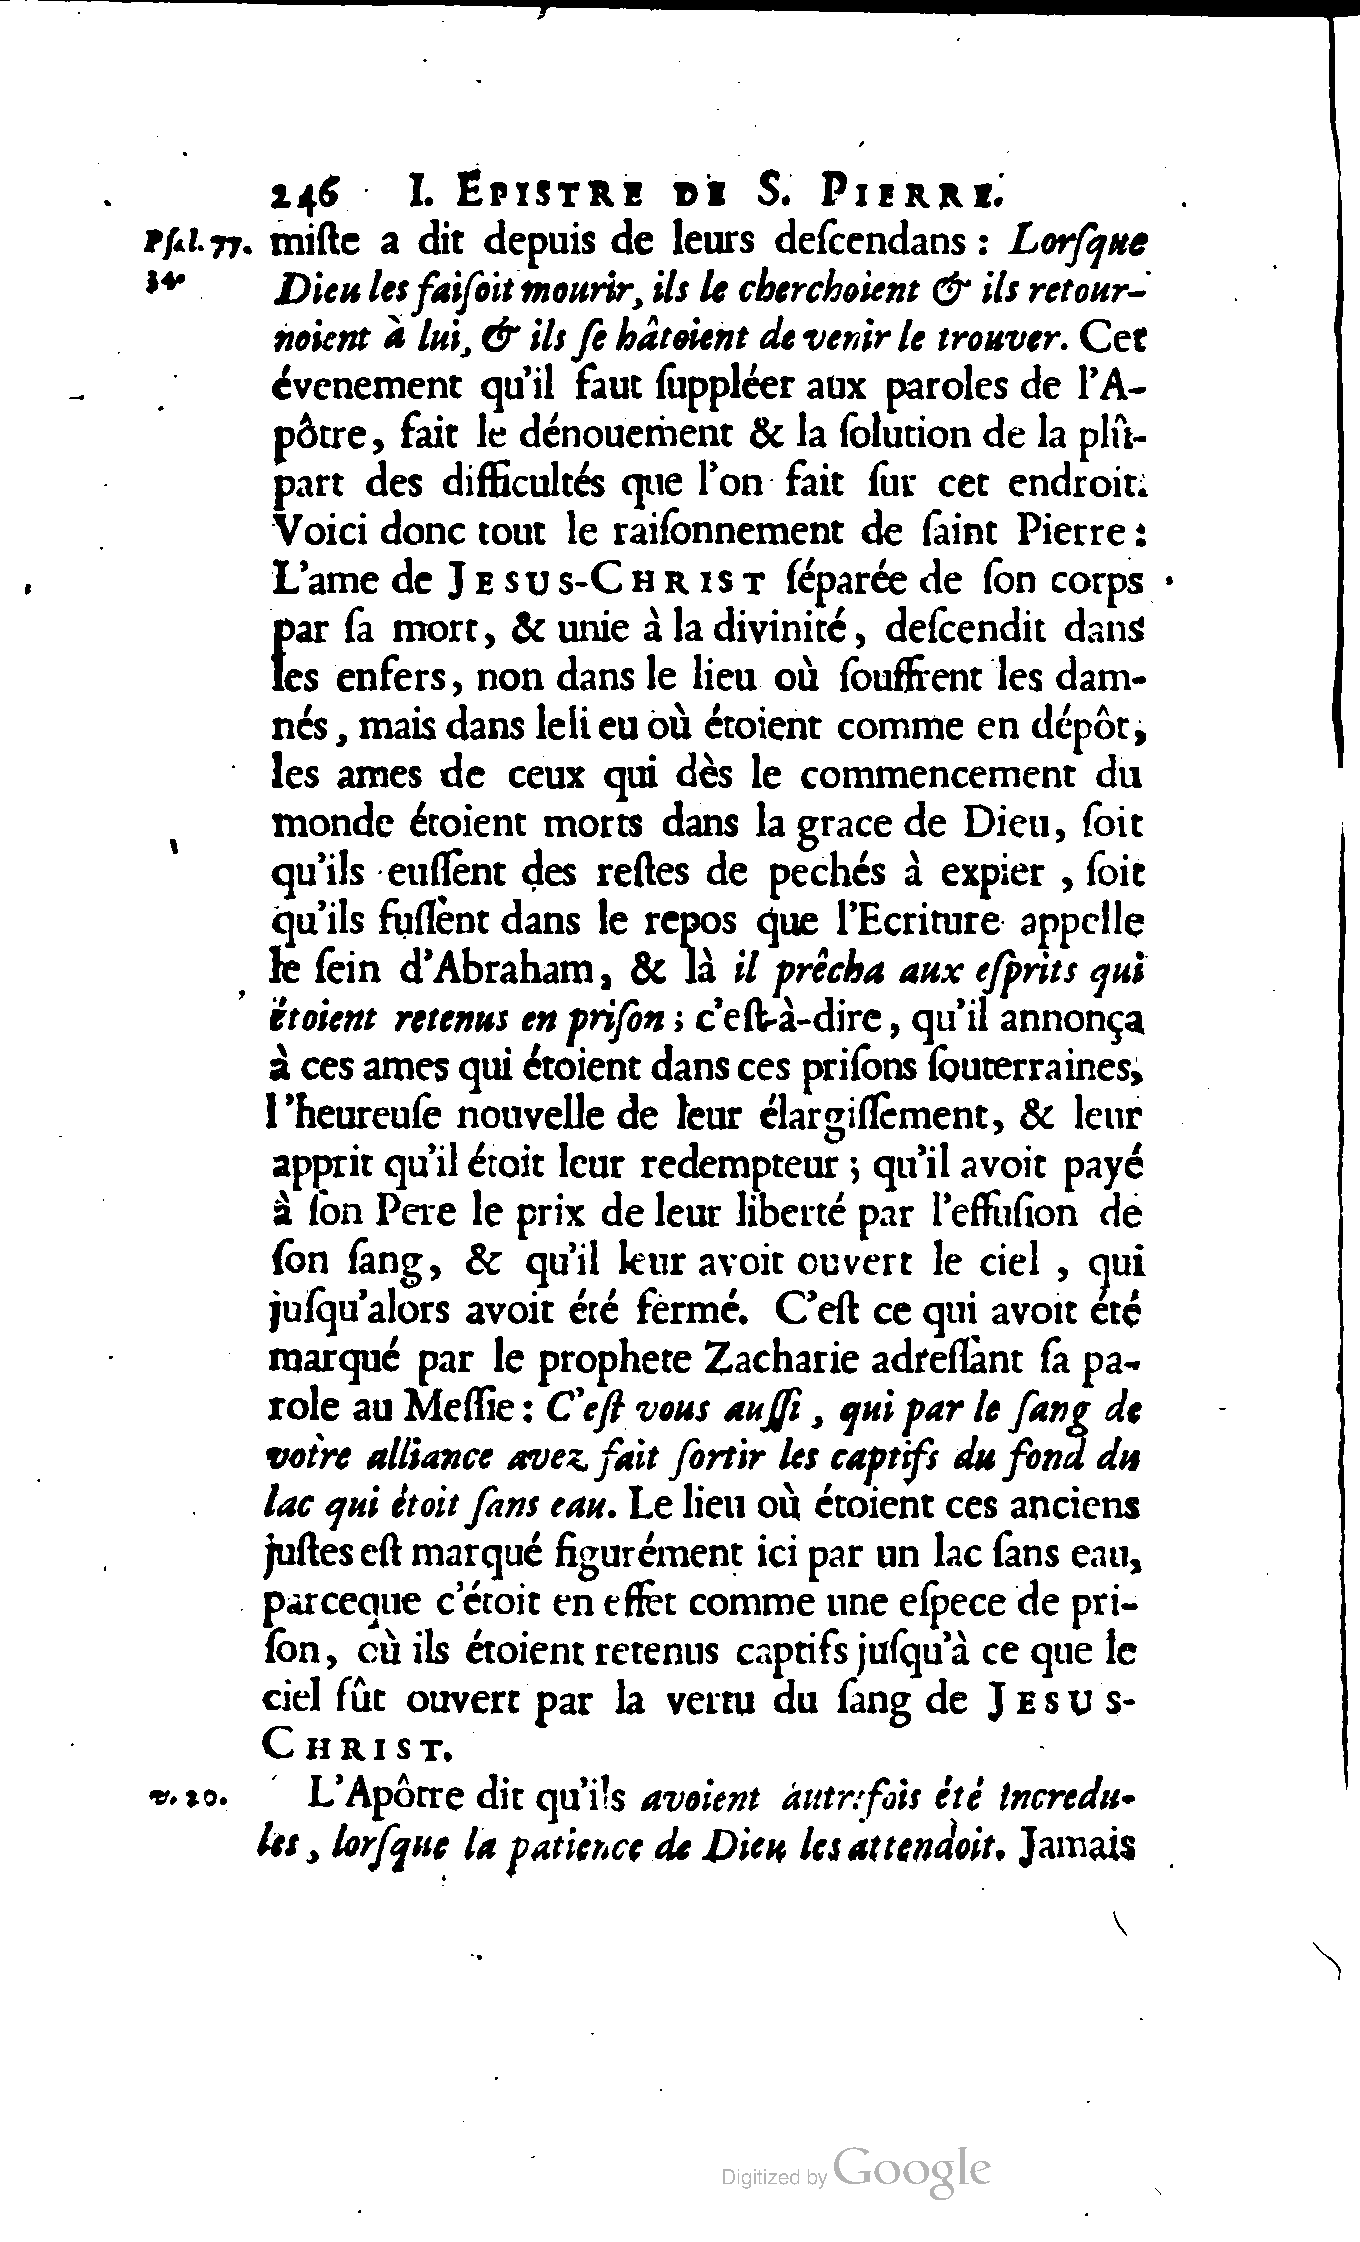 246 I. EPISTRE DE S. PIERRE.
Pſal. 77. miſte a dit depuis de leurs deſcendans : Lorſque
34. Dieu les faiſoit mourir, ils le cherchoient & ils retour-
noient à lui, & ils ſe hâtoient de venir le trouver. Cet
évenement qu'il faut ſuppléer aux paroles de l'A-
pôtre, fait le dénouement & la ſolution de la plû-
part des difficultés que l'on fait ſur cet endroit.
Voici donc tout le raiſonnement de ſaint Pierre :
L'ame de JESUS-CHRIST ſéparée de ſon corps
par ſa mort, & unie à la divinité, deſcendit dans
les enfers, non dans le lieu où ſouffrent les dam-
nés, mais dans leli eu où étoient comme en dépôt,
les ames de ceux qui dès le commencement du
monde étoient morts dans la grace de Dieu, ſoit
qu'ils euſſent des reſtes de pechés à expier , ſoit
qu'ils fuſſent dans le repos que l'Ecriture appelle
le ſein d'Abraham, & là il prêcha aux eſprits qui
étoient retenus en priſon ; c'eſt-à-dire, qu'il annonça
à ces ames qui étoient dans ces priſons ſouterraines,
l'heureuſe nouvelle de leur élargiſſement, & leur
apprit qu'il étoit leur redempteur ; qu'il avoit payé
à ſon Pere le prix de leur liberté par l'effuſion de
ſon ſang, & qu'il leur avoit ouvert le ciel , qui
juſqu'alors avoit été fermé. C'eſt ce qui avoit été
marqué par le prophete Zacharie adreſſant ſa pa-
role au Meſſie : C'eſt vous auſſi , qui par le ſang de
votre alliance avez fait ſortir les captifs du fond du
lac qui étoit ſans eau. Le lieu où étoient ces anciens
juſtes eſt marqué figurément ici par un lac ſans eau,
parceque c'étoit en effet comme une eſpece de pri-
ſon, où ils étoient retenus captifs juſqu'à ce que le
ciel fût ouvert par la vertu du ſang de JESUS-
CHRIST.
v. 20. L'Apôtre dit qu'ils avoient autrefois été incredu-
les , lorſque la patience de Dieu les attendoit. Jamais
Digitized by Google